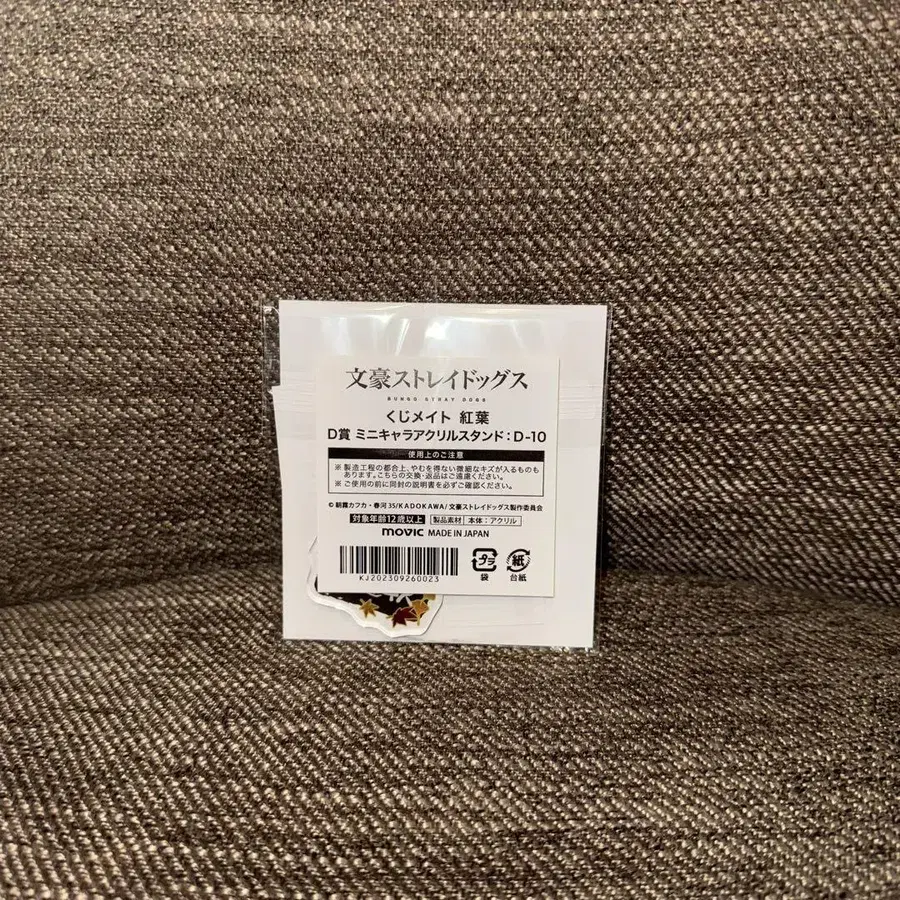 文豪ストレイドッグス
BUNGO STRAY DOGS
くじメイト 紅葉
D賞 ミニキャラアクリルスタンド:D-10
使用上のご注意
※製造工程の都合上、やむを得ない微細なキズが入るものも
あります。こちらの交換・返品はご遠慮ください。
※ご使用の前に同封の説明書を必ずご確認ください。
© 朝霧カフカ・春河35/KADOKAWA/文豪ストレイドッグス製作委員会
対象年齢12歳以上 製品素材 本体:アクリル
movic MADE IN JAPAN
KJ202309260023
プラ 袋
紙 台紙